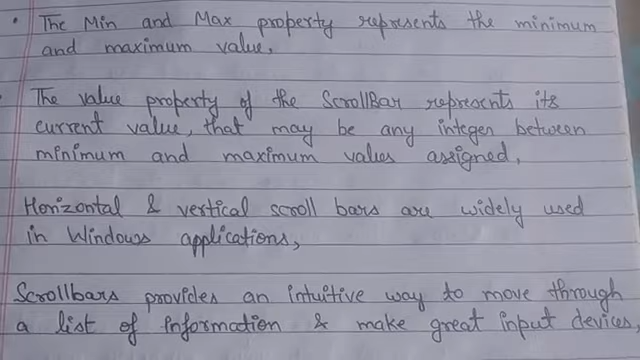 • The Min and Max property represents the minimum
and maximum value.
• The value property of the ScrollBar represents its
current value, that may be any integer between
minimum and maximum values assigned.
Horizontal & vertical scroll bars are widely used
in Windows applications,
Scrollbars provides an intuitive way to move through
a list of information & make great input devices,